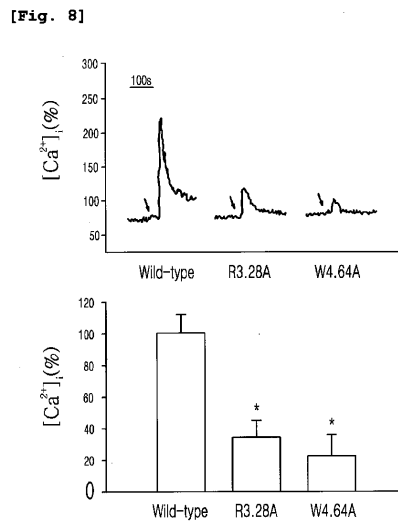 [Fig. 8]
300
250
200
150
100
50
[Ca2+]i(%)
100s
Wild-type R3.28A W4.64A
120
100
80
60
40
20
0
[Ca2+]i(%)
* *
Wild-type R3.28A W4.64A